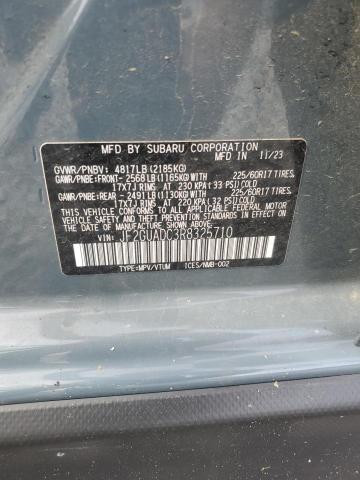 MFD BY SUBARU CORPORATION
MFD IN 11/23
GVWR/PNBV: 4817LB(2185KG)
GAWR/PNBE:FRONT- 2568LB(1165KG)WITH 225/60R17 TIRES,
17X7J RIMS AT 230 KPA(33 PSI)COLD
GAWR/PNBE:REAR - 2491LB(1130KG)WITH 225/60R17 TIRES,
17X7J RIMS AT 220 KPA(32 PSI)COLD
THIS VEHICLE CONFORMS TO ALL APPLICABLE
FEDERAL MOTOR VEHICLE SAFETY STANDARDS IN
EFFECT ON THE DATE OF MANUFACTURE SHOWN ABOVE.
VIN: JF2GUADC3R8325710
TYPE:MPV/VTUM ICES/NMB-002